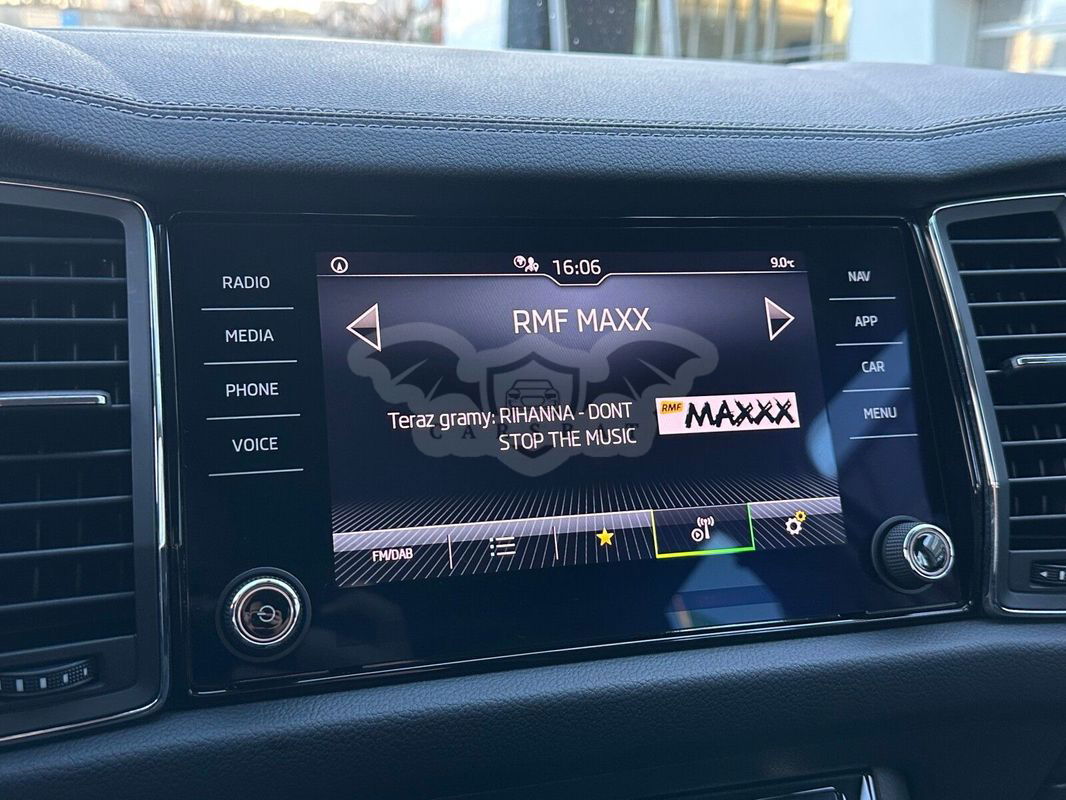 RADIO
MEDIA
PHONE
VOICE
16:06
9.0°C
RMF MAXX
Teraz gramy: RIHANNA - DONT
STOP THE MUSIC
RMF MAXXX
CARSBAT
FM/DAB
NAV
APP
CAR
MENU